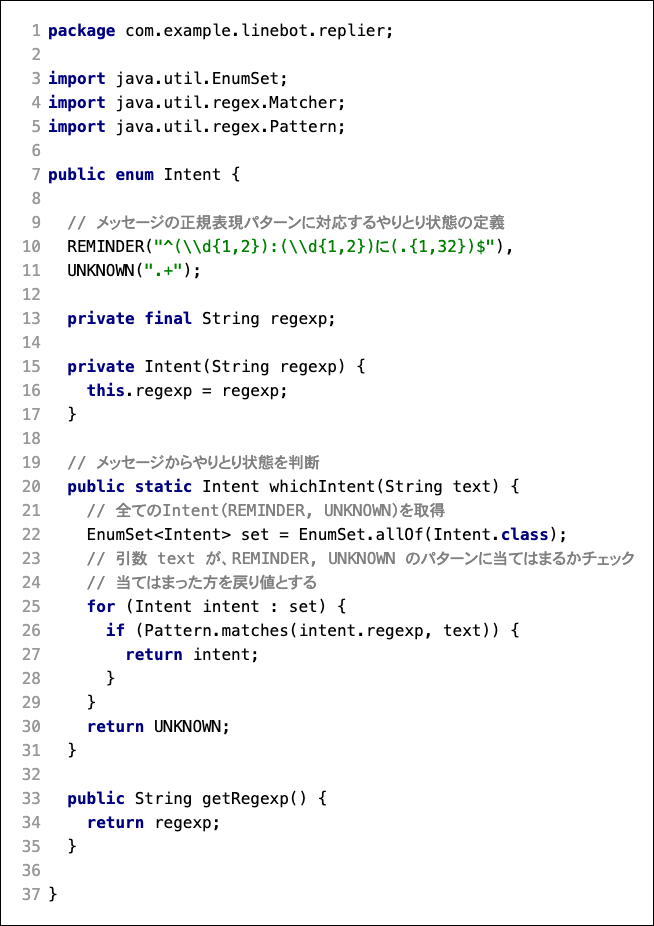 1 package com.example.linebot.replier;
2
3 import java.util.EnumSet;
4 import java.util.regex.Matcher;
5 import java.util.regex.Pattern;
6
7 public enum Intent {
8
9   // メッセージの正規表現パターンに対応するやりとり状態の定義
10   REMINDER("^(\\d{1,2}):(\\d{1,2})に(.{1,32})$"),
11   UNKNOWN(".+");
12
13   private final String regexp;
14
15   private Intent(String regexp) {
16     this.regexp = regexp;
17   }
18
19   // メッセージからやりとり状態を判断
20   public static Intent whichIntent(String text) {
21     // 全てのIntent(REMINDER, UNKNOWN)を取得
22     EnumSet<Intent> set = EnumSet.allOf(Intent.class);
23     // 引数 text が、REMINDER, UNKNOWN のパターンに当てはまるかチェック
24     // 当てはまった方を戻り値とする
25     for (Intent intent : set) {
26       if (Pattern.matches(intent.regexp, text)) {
27         return intent;
28       }
29     }
30     return UNKNOWN;
31   }
32
33   public String getRegexp() {
34     return regexp;
35   }
36
37 }